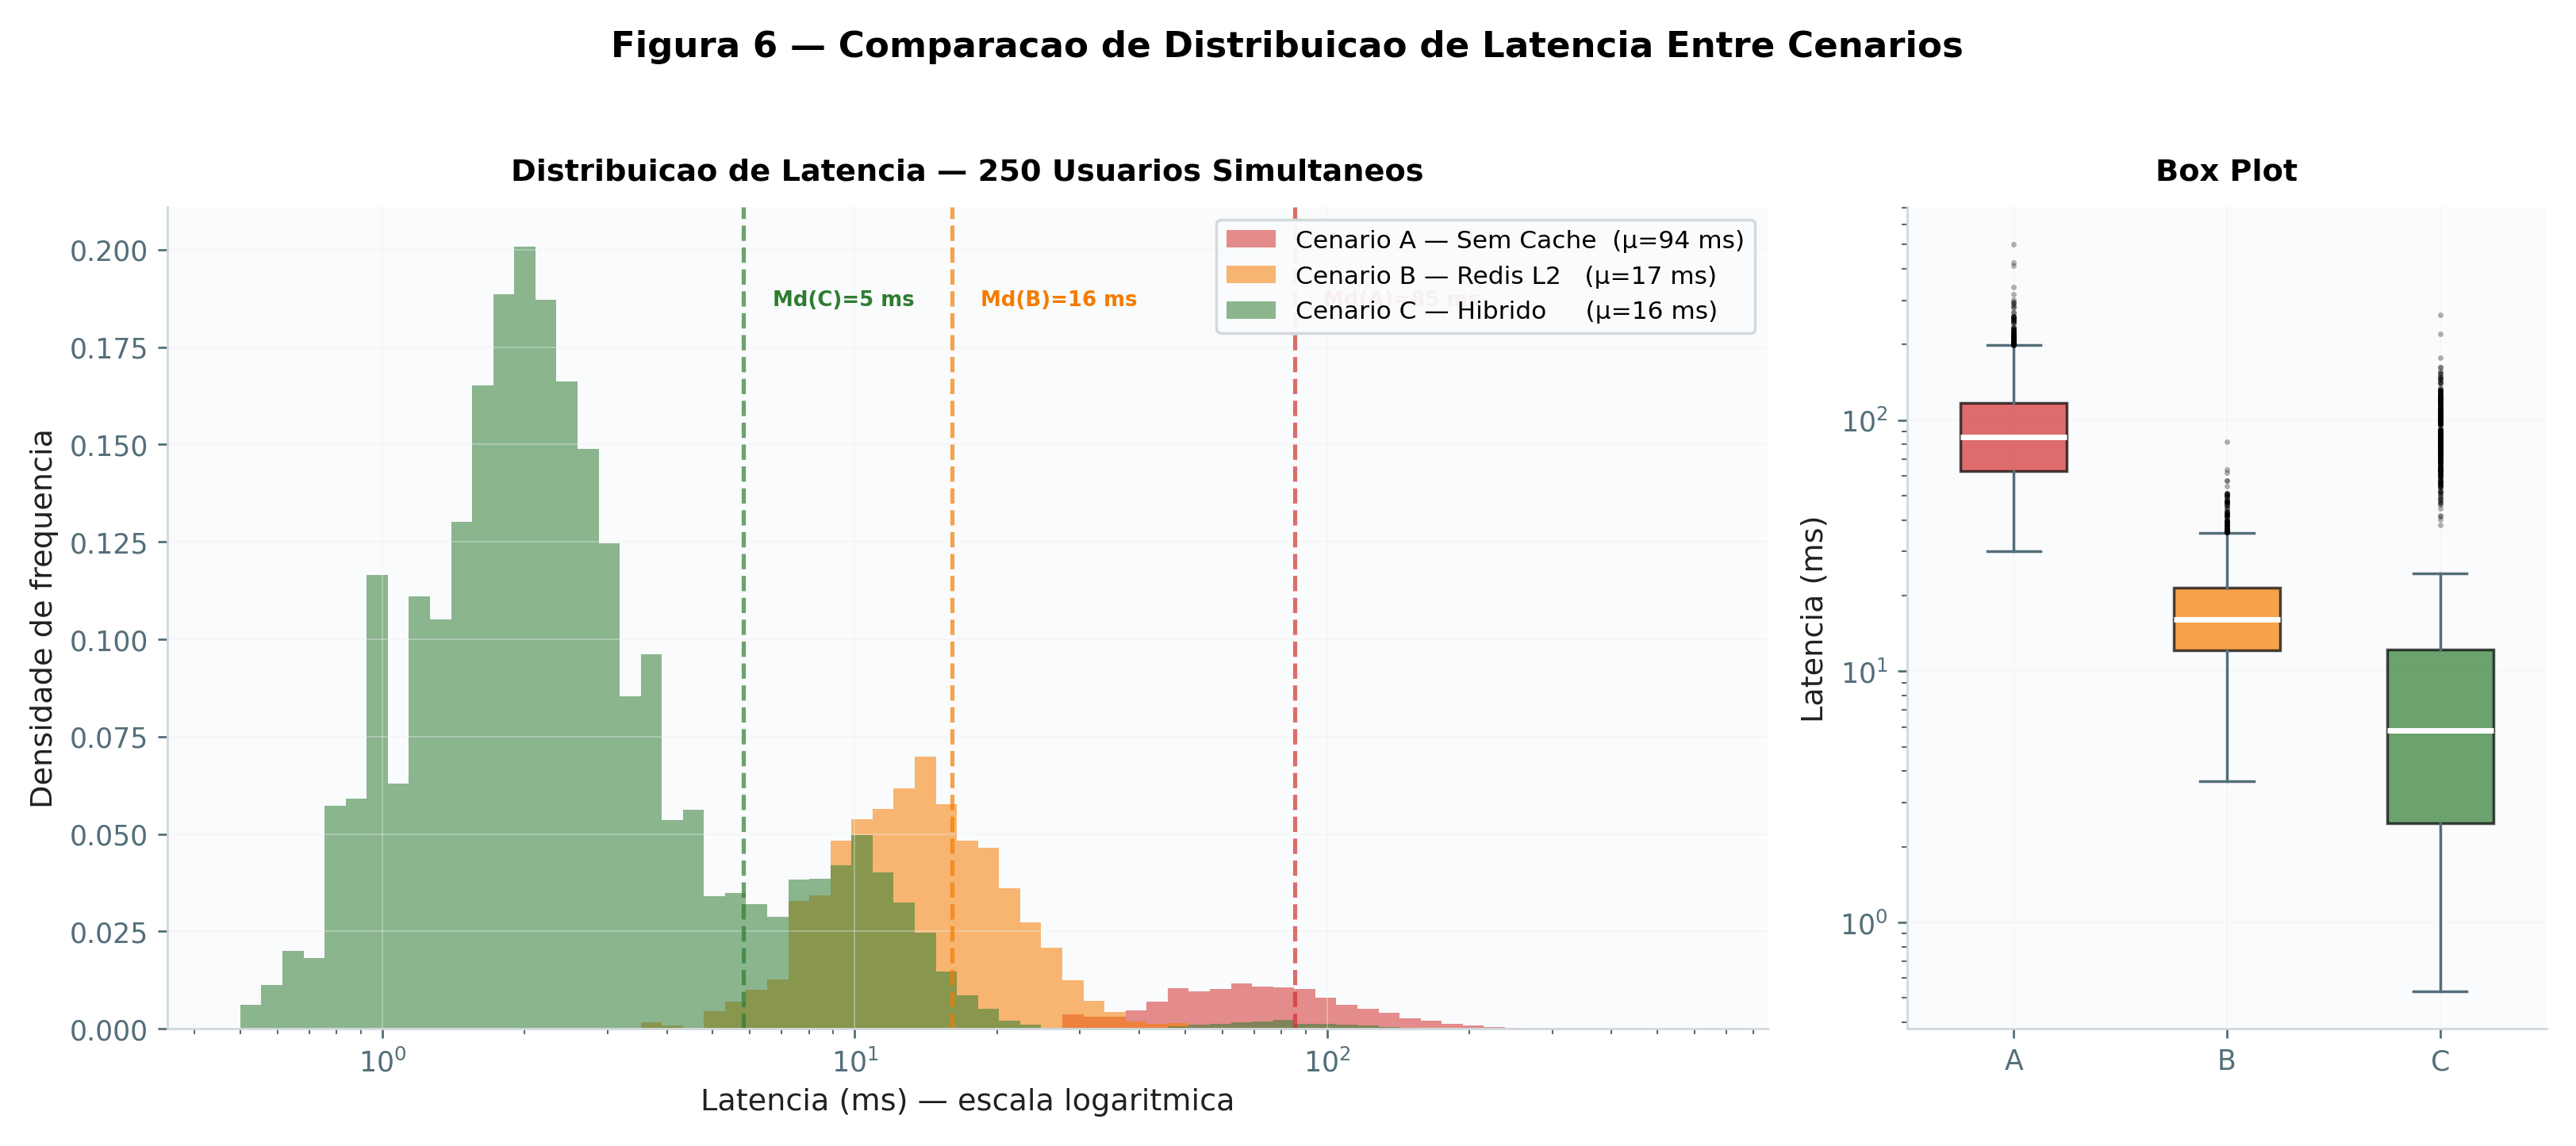 Figura 6 — Comparacao de Distribuicao de Latencia Entre Cenarios
Distribuicao de Latencia — 250 Usuarios Simultaneos
Densidade de frequencia
0.200
0.175
0.150
0.125
0.100
0.075
0.050
0.025
0.000
Md(C)=5 ms
Md(B)=16 ms
Md(A)=85 ms
Cenario A — Sem Cache (μ=94 ms)
Cenario B — Redis L2 (μ=17 ms)
Cenario C — Hibrido (μ=16 ms)
10⁰
10¹
10²
Latencia (ms) — escala logaritmica
Box Plot
Latencia (ms)
10²
10¹
10⁰
A
B
C